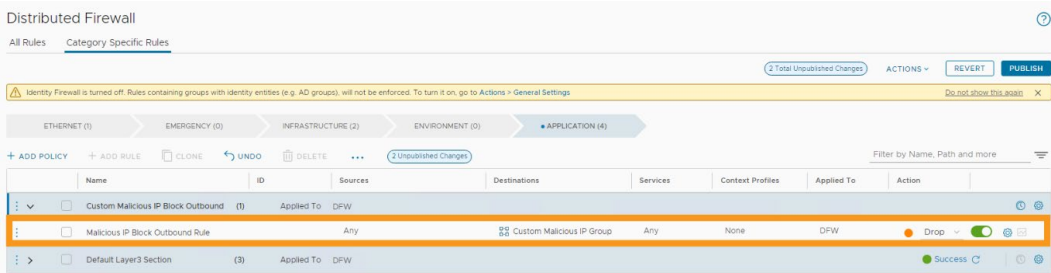 Distributed Firewall
All Rules Category Specific Rules
2 Total Unpublished Changes ACTIONS REVERT PUBLISH
Identity Firewall is turned off. Rules containing groups with identity entities (e.g. AD groups), will not be enforced. To turn it on, go to Actions > General Settings Do not show this again
ETHERNET (1) EMERGENCY (0) INFRASTRUCTURE (2) ENVIRONMENT (0) APPLICATION (4)
+ ADD POLICY + ADD RULE CLONE UNDO DELETE ... 2 Unpublished Changes Filter by Name, Path and more
Name ID Sources Destinations Services Context Profiles Applied To Action
Custom Malicious IP Block Outbound (1) Applied To DFW
Malicious IP Block Outbound Rule Any Custom Malicious IP Group Any None DFW Drop
Default Layer3 Section (3) Applied To DFW Success